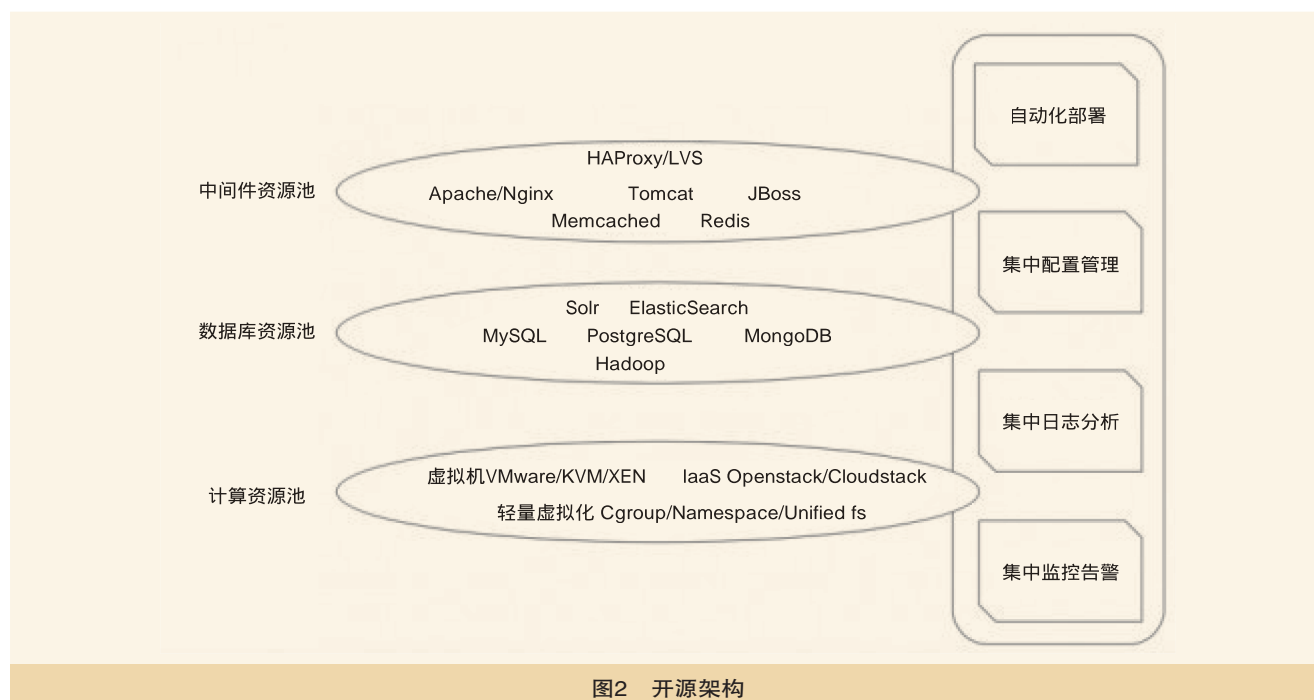 中间件资源池
HAProxy/LVS
Apache/Nginx Tomcat JBoss
Memcached Redis
数据库资源池
Solr ElasticSearch
MySQL PostgreSQL MongoDB
Hadoop
计算资源池
虚拟机VMware/KVM/XEN IaaS Openstack/Cloudstack
轻量虚拟化 Cgroup/Namespace/Unified fs
自动化部署
集中配置管理
集中日志分析
集中监控告警
图2 开源架构